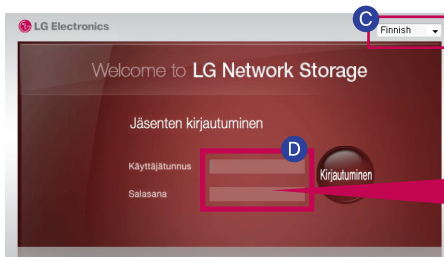 LG Electronics
C
Finnish
Welcome to LG Network Storage
Jäsenten kirjautuminen
D
Käyttäjätunnus
Kirjautuminen
Salasana